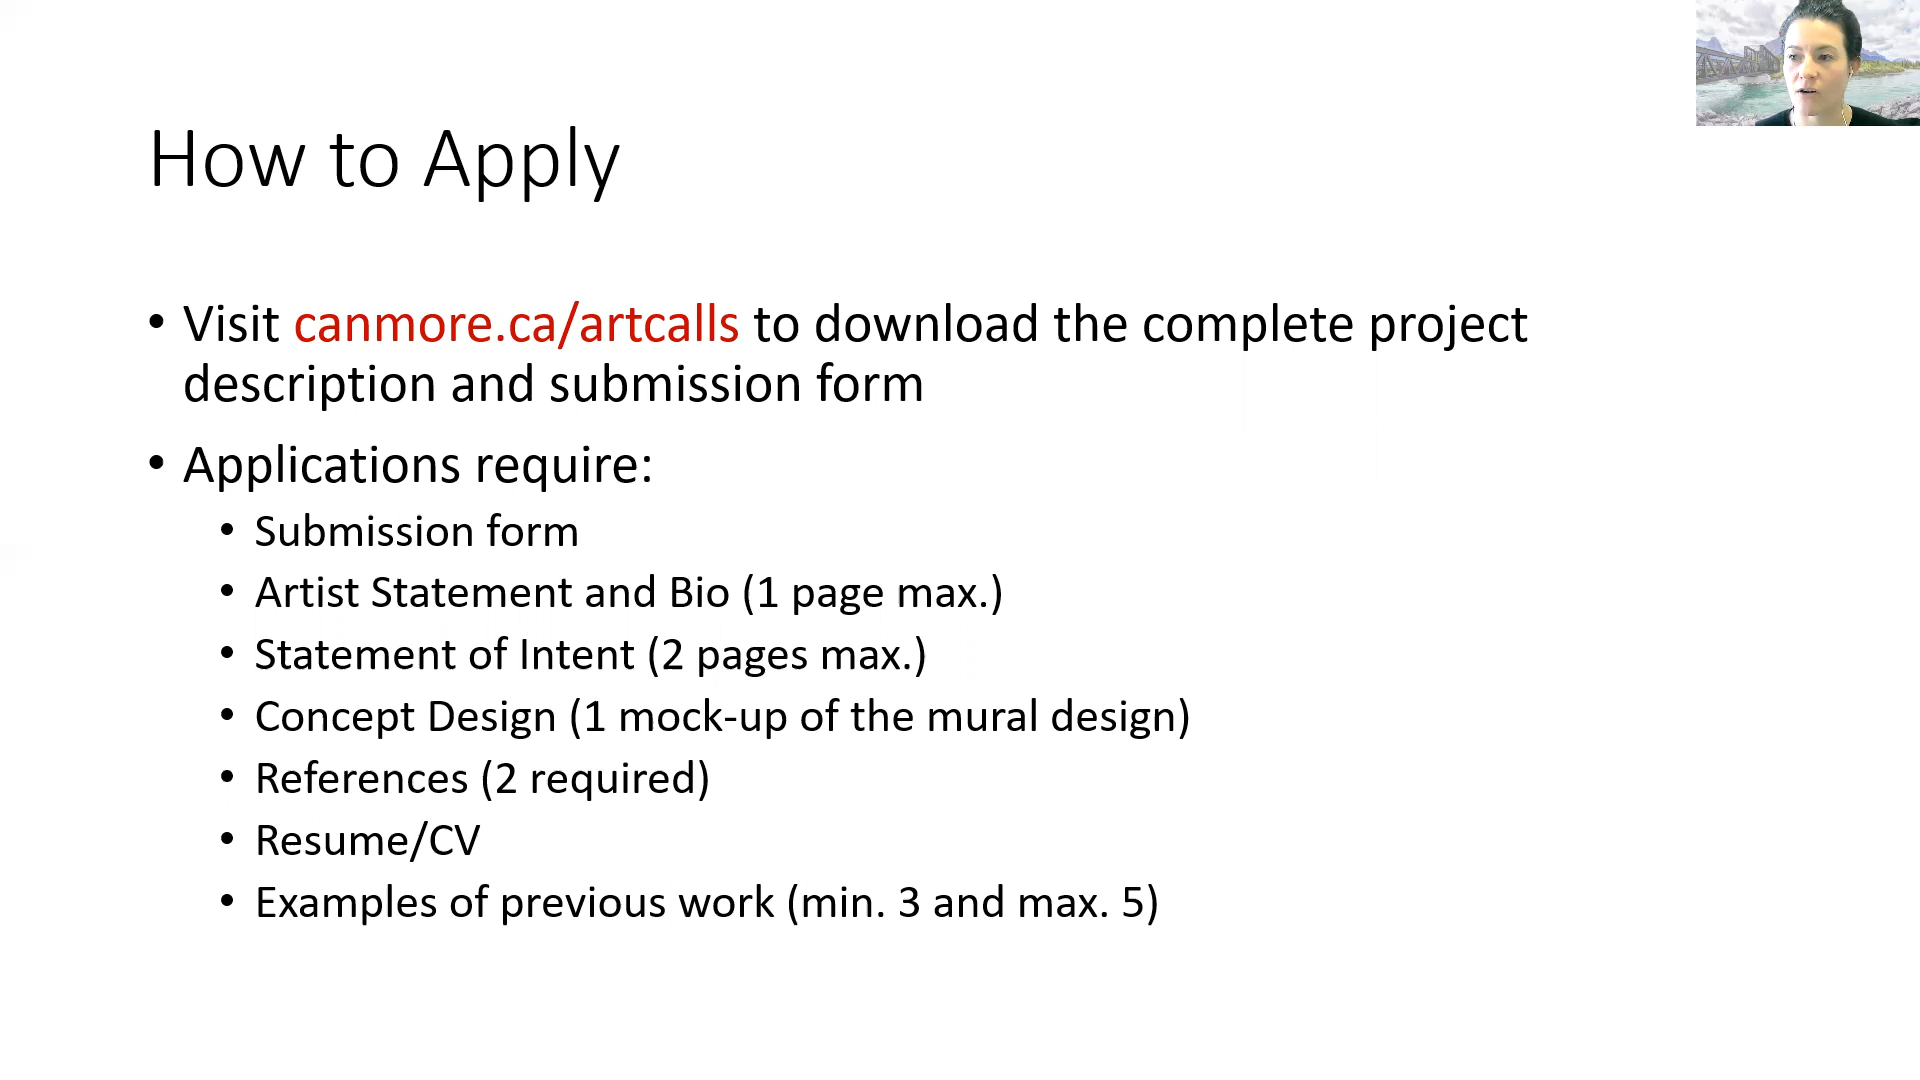 How to Apply
• Visit canmore.ca/artcalls to download the complete project
description and submission form
• Applications require:
• Submission form
• Artist Statement and Bio (1 page max.)
• Statement of Intent (2 pages max.)
• Concept Design (1 mock-up of the mural design)
• References (2 required)
• Resume/CV
• Examples of previous work (min. 3 and max. 5)